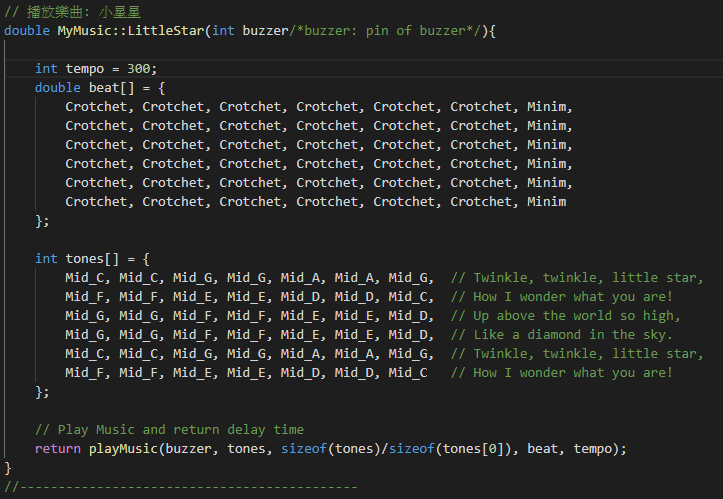 // 播放樂曲: 小星星
double MyMusic::LittleStar(int buzzer/*buzzer: pin of buzzer*/){
int tempo = 300;
double beat[] = {
Crotchet, Crotchet, Crotchet, Crotchet, Crotchet, Crotchet, Minim,
Crotchet, Crotchet, Crotchet, Crotchet, Crotchet, Crotchet, Minim,
Crotchet, Crotchet, Crotchet, Crotchet, Crotchet, Crotchet, Minim,
Crotchet, Crotchet, Crotchet, Crotchet, Crotchet, Crotchet, Minim,
Crotchet, Crotchet, Crotchet, Crotchet, Crotchet, Crotchet, Minim,
Crotchet, Crotchet, Crotchet, Crotchet, Crotchet, Crotchet, Minim
};
int tones[] = {
Mid_C, Mid_C, Mid_G, Mid_G, Mid_A, Mid_A, Mid_G,  // Twinkle, twinkle, little star,
Mid_F, Mid_F, Mid_E, Mid_E, Mid_D, Mid_D, Mid_C,  // How I wonder what you are!
Mid_G, Mid_G, Mid_F, Mid_F, Mid_E, Mid_E, Mid_D,  // Up above the world so high,
Mid_G, Mid_G, Mid_F, Mid_F, Mid_E, Mid_E, Mid_D,  // Like a diamond in the sky.
Mid_C, Mid_C, Mid_G, Mid_G, Mid_A, Mid_A, Mid_G,  // Twinkle, twinkle, little star,
Mid_F, Mid_F, Mid_E, Mid_E, Mid_D, Mid_D, Mid_C   // How I wonder what you are!
};
// Play Music and return delay time
return playMusic(buzzer, tones, sizeof(tones)/sizeof(tones[0]), beat, tempo);
}
//--------------------------------------------